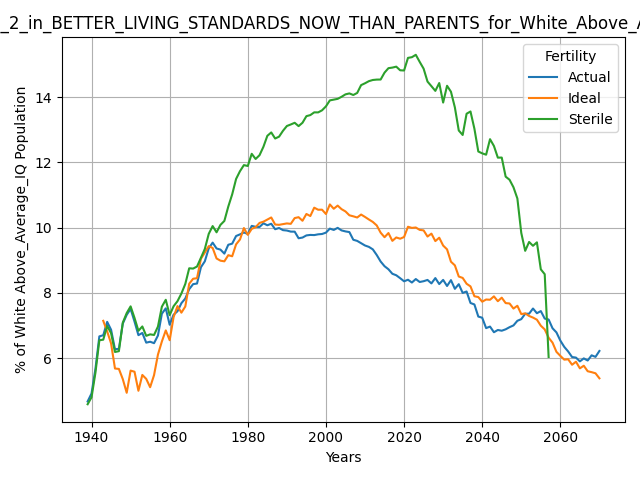 _2_in_BETTER_LIVING_STANDARDS_NOW_THAN_PARENTS_for_White_Above_A
Fertility
Actual
Ideal
Sterile
% of White Above_Average_IQ Population
14
12
10
8
6
1940 1960 1980 2000 2020 2040 2060
Years